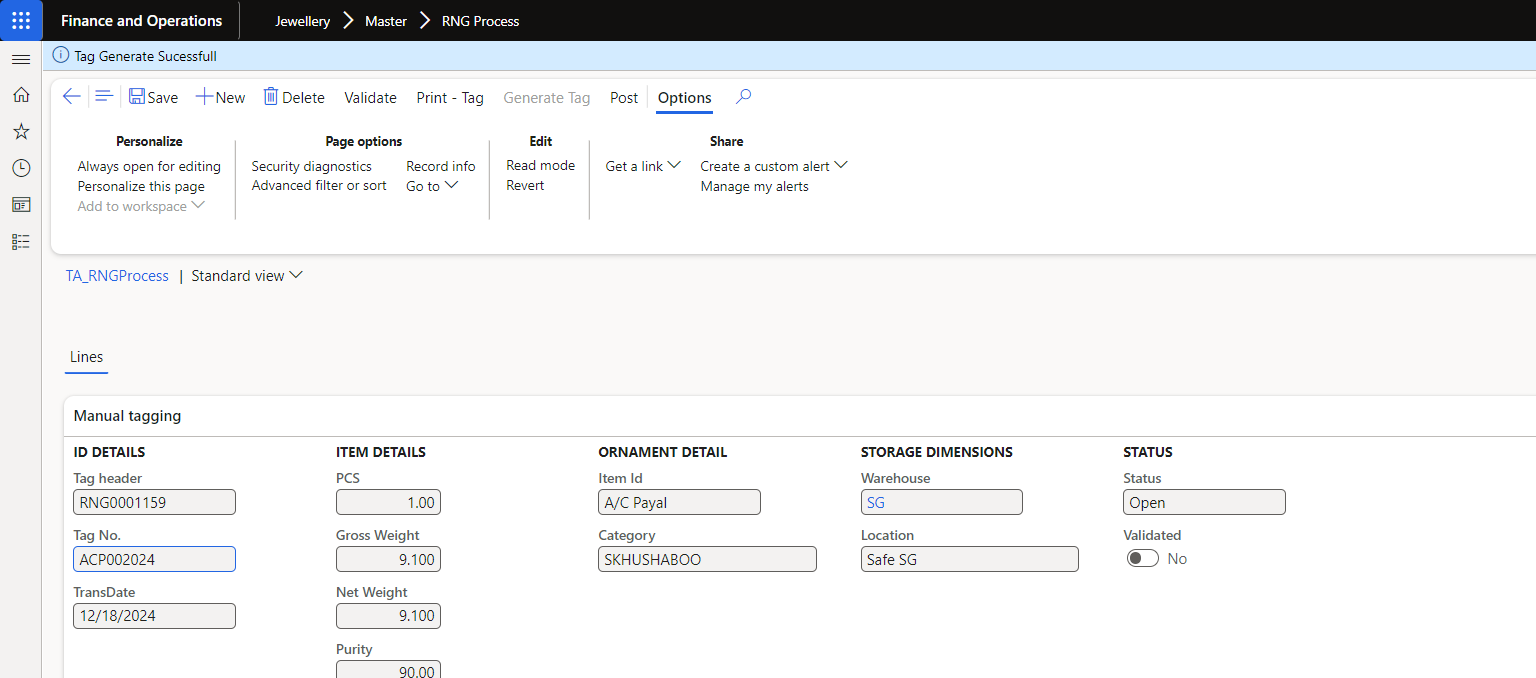 Finance and Operations
Jewellery > Master > RNG Process
Tag Generate Sucessfull
Save New Delete Validate Print - Tag Generate Tag Post Options
Personalize
Always open for editing
Personalize this page
Add to workspace
Page options
Security diagnostics
Advanced filter or sort
Record info
Go to
Edit
Read mode
Revert
Share
Get a link
Create a custom alert
Manage my alerts
TA_RNGProcess | Standard view
Lines
Manual tagging
ID DETAILS
Tag header
RNG0001159
Tag No.
ACP002024
TransDate
12/18/2024
ITEM DETAILS
PCS
1.00
Gross Weight
9.100
Net Weight
9.100
Purity
90.00
ORNAMENT DETAIL
Item Id
A/C Payal
Category
SKHUSHABOO
STORAGE DIMENSIONS
Warehouse
SG
Location
Safe SG
STATUS
Status
Open
Validated
No